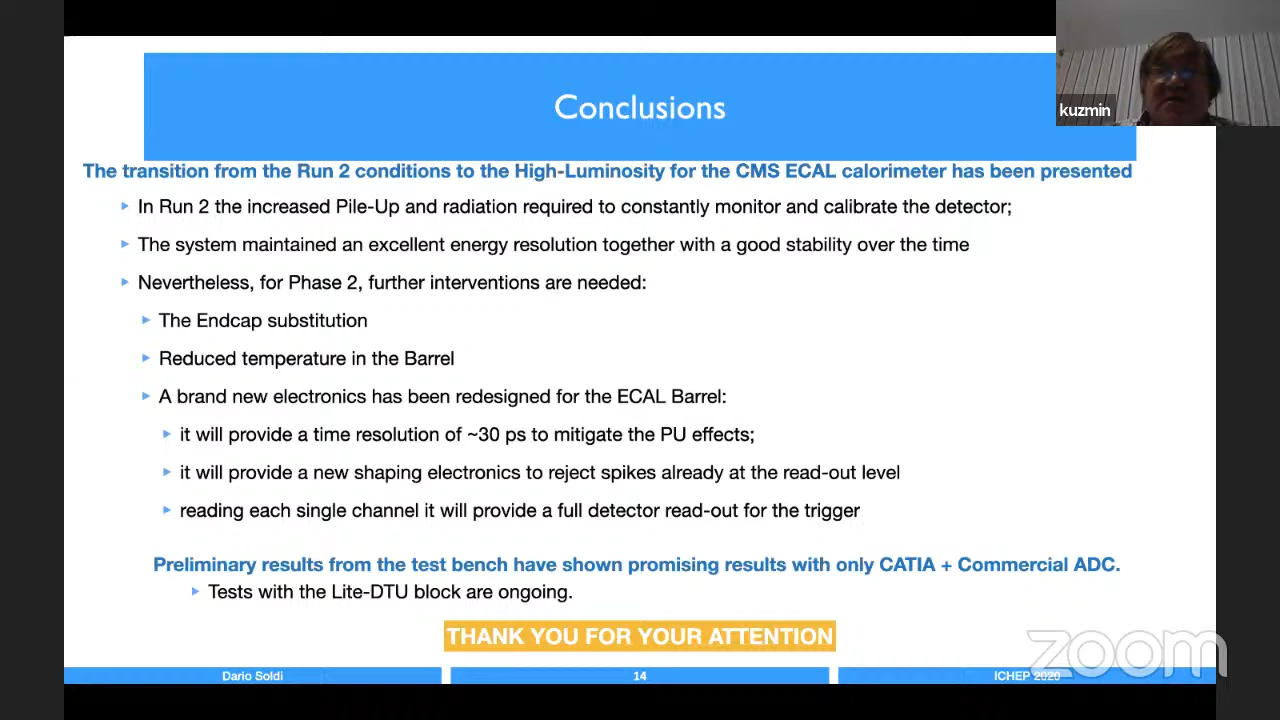 Conclusions
kuzmin
The transition from the Run 2 conditions to the High-Luminosity for the CMS ECAL calorimeter has been presented
In Run 2 the increased Pile-Up and radiation required to constantly monitor and calibrate the detector;
The system maintained an excellent energy resolution together with a good stability over the time
Nevertheless, for Phase 2, further interventions are needed:
The Endcap substitution
Reduced temperature in the Barrel
A brand new electronics has been redesigned for the ECAL Barrel:
it will provide a time resolution of ~30 ps to mitigate the PU effects;
it will provide a new shaping electronics to reject spikes already at the read-out level
reading each single channel it will provide a full detector read-out for the trigger
Preliminary results from the test bench have shown promising results with only CATIA + Commercial ADC.
Tests with the Lite-DTU block are ongoing.
THANK YOU FOR YOUR ATTENTION
zoom
Dario Soldi
14
ICHEP 2020